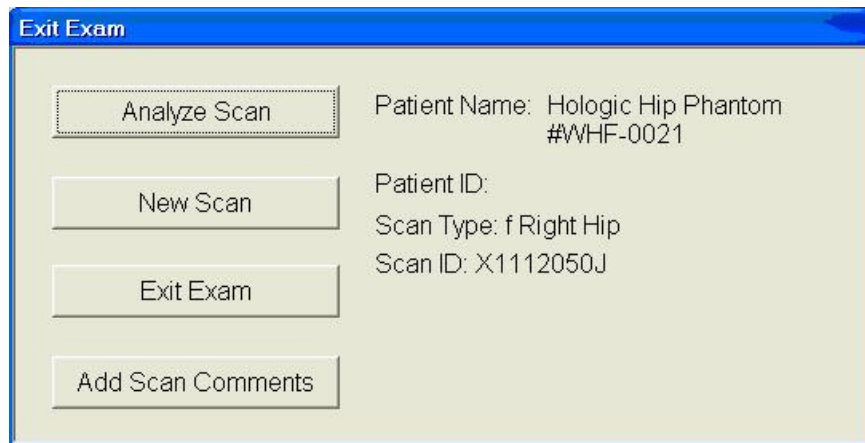 Exit Exam
Analyze Scan
New Scan
Exit Exam
Add Scan Comments
Patient Name: Hologic Hip Phantom
#WHF-0021
Patient ID:
Scan Type: f Right Hip
Scan ID: X1112050J